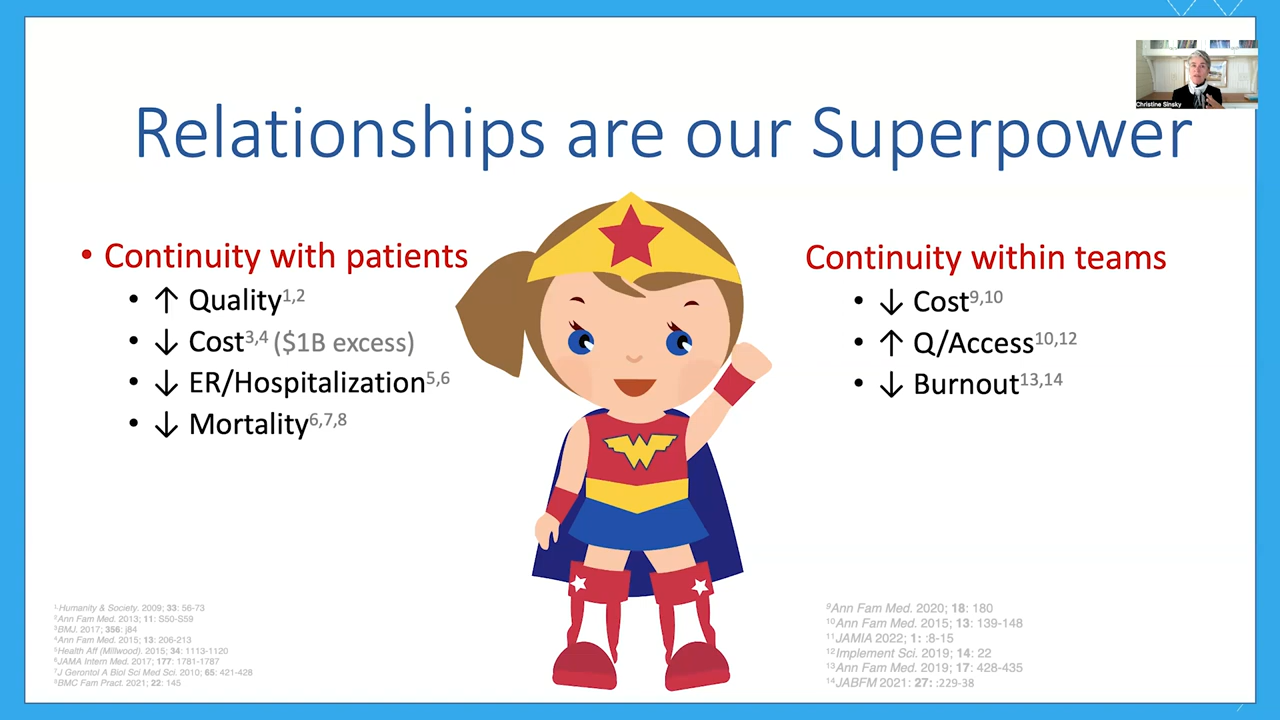 Christine Sinsky
Relationships are our Superpower
• Continuity with patients
• ↑ Quality1,2
• ↓ Cost3,4 ($1B excess)
• ↓ ER/Hospitalization5,6
• ↓ Mortality6,7,8
Continuity within teams
• ↓ Cost9,10
• ↑ Q/Access10,12
• ↓ Burnout13,14
1Humanity & Society. 2009; 33: 56-73
2Ann Fam Med. 2013; 11: S50-S59
3BMJ. 2017; 356: j84
4Ann Fam Med. 2015; 13: 206-213
5Health Aff (Millwood). 2015; 34: 1113-1120
6JAMA Intern Med. 2017; 177: 1781-1787
7J Gerontol A Biol Sci Med Sci. 2010; 65: 421-428
8BMC Fam Pract. 2021; 22: 145
9Ann Fam Med. 2020; 18: 180
10Ann Fam Med. 2015; 13: 139-148
11JAMIA 2022; 1: :8-15
12Implement Sci. 2019; 14: 22
13Ann Fam Med. 2019; 17: 428-435
14JABFM 2021: 27: :229-38